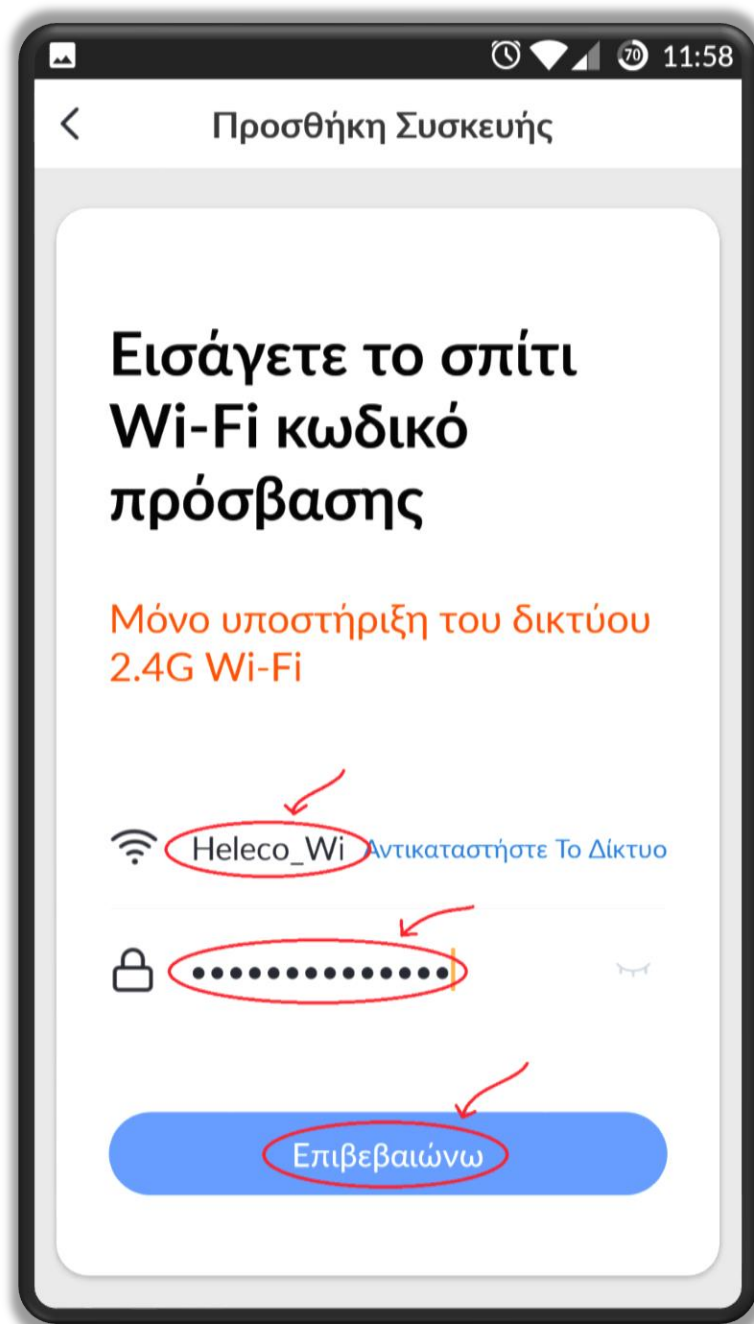 70 11:58
Προσθήκη Συσκευής
Εισάγετε το σπίτι
Wi-Fi κωδικό
πρόσβασης
Μόνο υποστήριξη του δικτύου
2.4G Wi-Fi
Heleco_Wi Αντικαταστήστε Το Δίκτυο
••••••••••••••
Επιβεβαιώνω